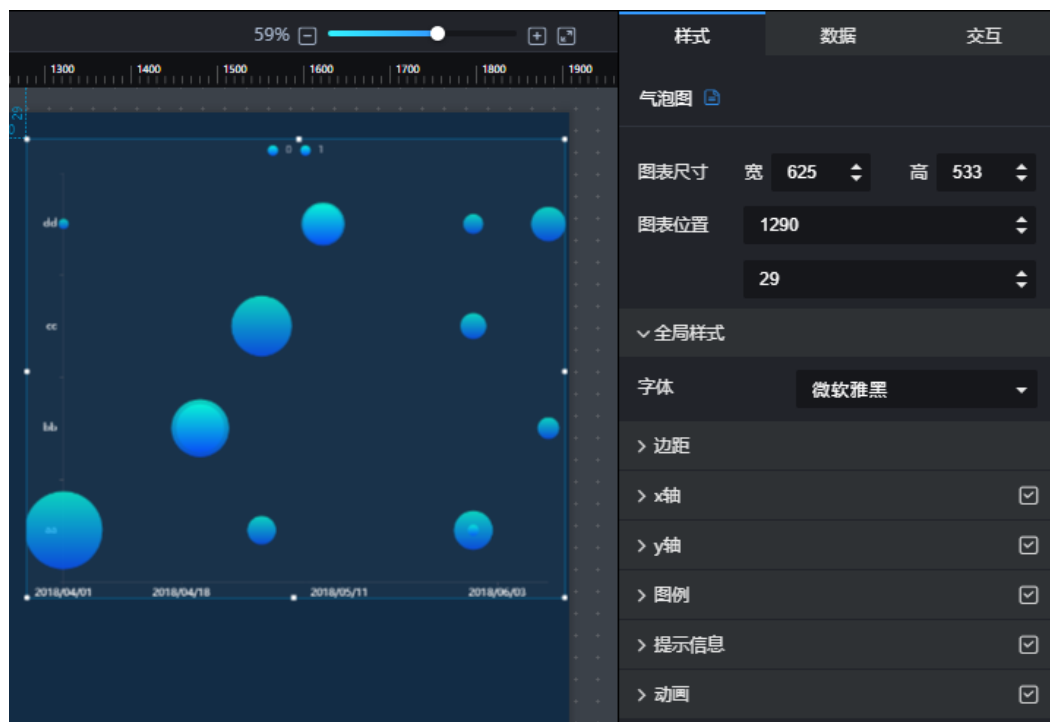 59%
样式 数据 交互
1300 1400 1500 1600 1700 1800 1900
气泡图
29
0 1
图表尺寸 宽 625 高 533
图表位置 1290
29
全局样式
字体 微软雅黑
边距
x轴
y轴
图例
提示信息
动画
dd
cc
bb
aa
2018/04/01 2018/04/18 2018/05/11 2018/06/03